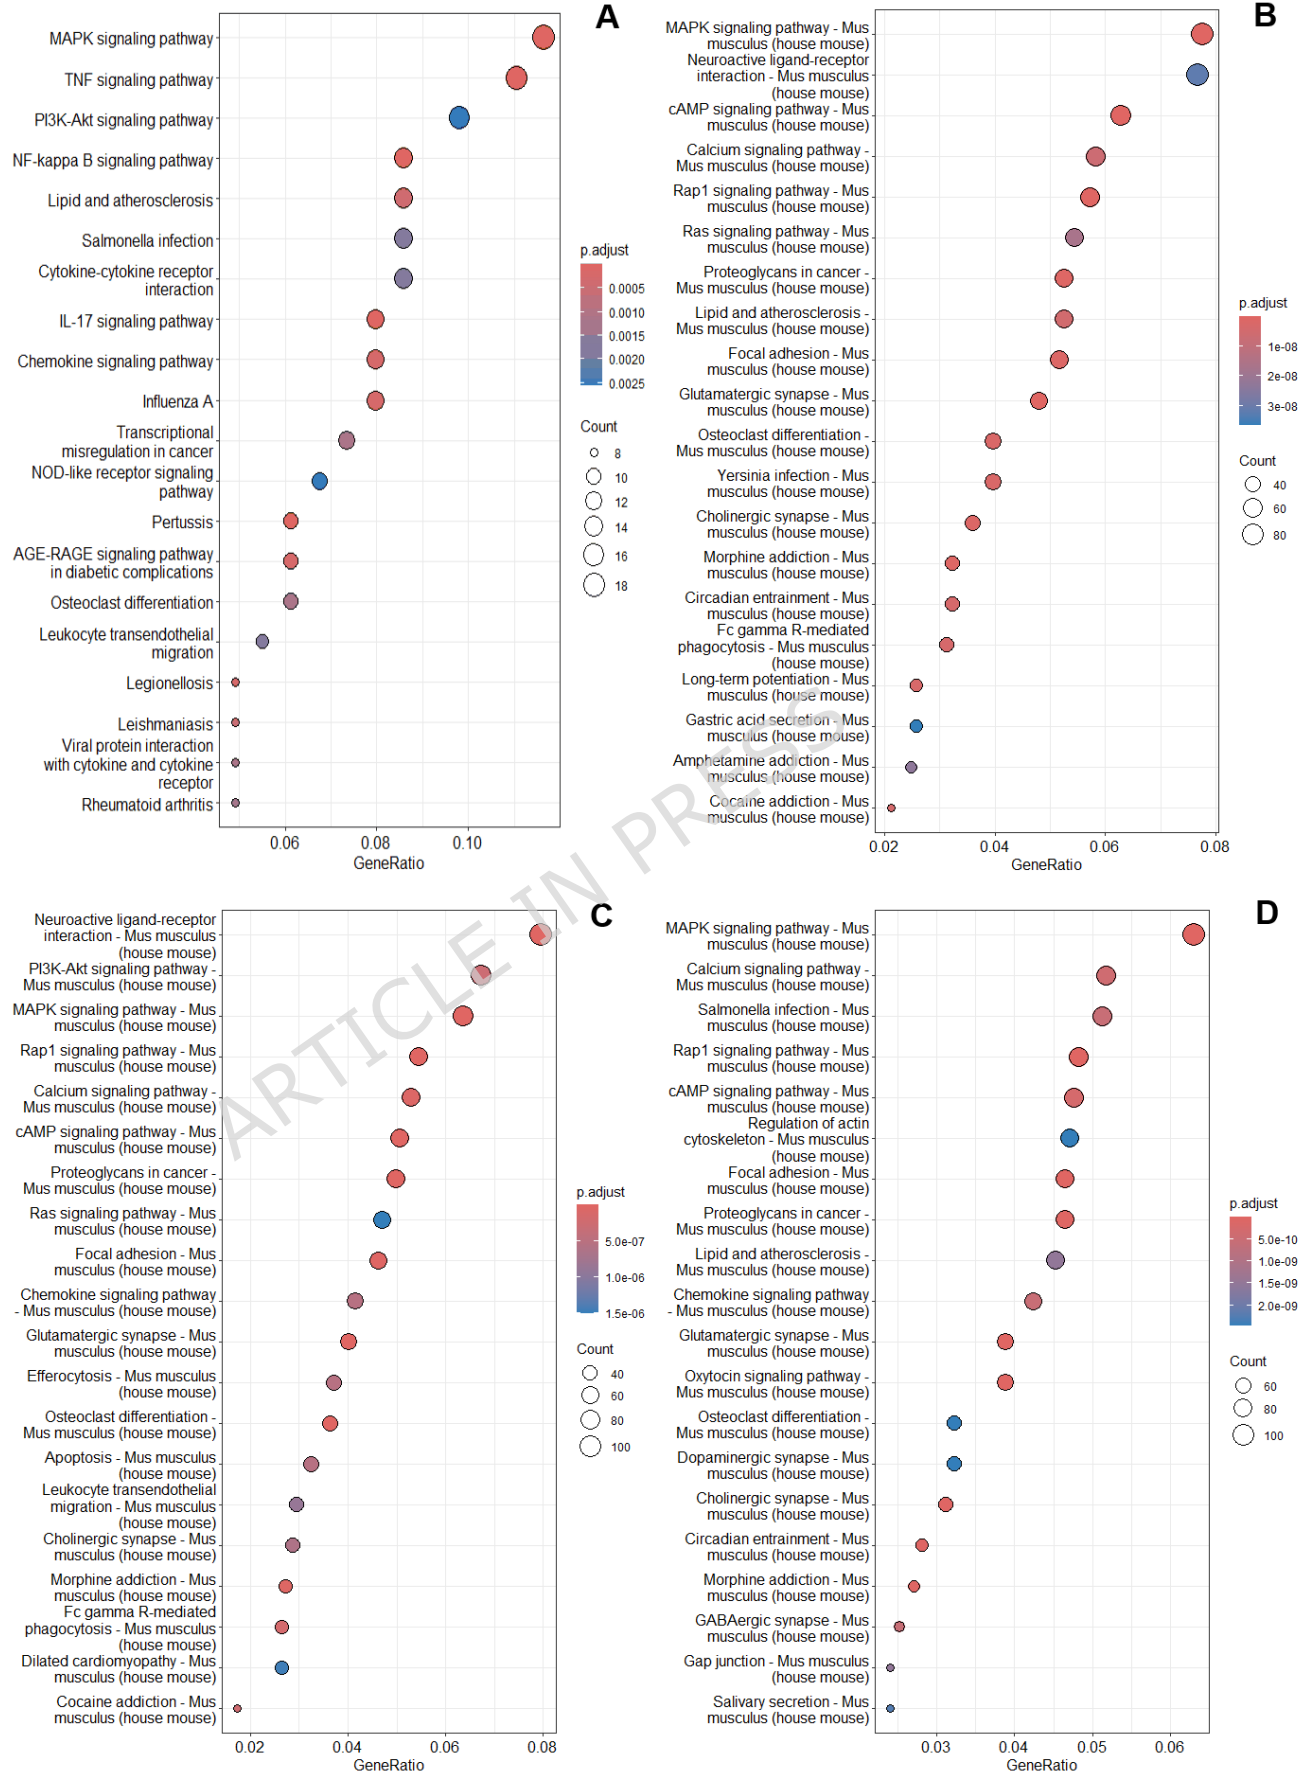 A
MAPK signaling pathway
TNF signaling pathway
PI3K-Akt signaling pathway
NF-kappa B signaling pathway
Lipid and atherosclerosis
Salmonella infection
Cytokine-cytokine receptor
interaction
IL-17 signaling pathway
Chemokine signaling pathway
Influenza A
Transcriptional
misregulation in cancer
NOD-like receptor signaling
pathway
Pertussis
AGE-RAGE signaling pathway
in diabetic complications
Osteoclast differentiation
Leukocyte transendothelial
migration
Legionellosis
Leishmaniasis
Viral protein interaction
with cytokine and cytokine
receptor
Rheumatoid arthritis
0.06 0.08 0.10
GeneRatio
p.adjust
0.0005
0.0010
0.0015
0.0020
0.0025
Count
8
10
12
14
16
18
B
MAPK signaling pathway - Mus
musculus (house mouse)
Neuroactive ligand-receptor
interaction - Mus musculus
(house mouse)
cAMP signaling pathway - Mus
musculus (house mouse)
Calcium signaling pathway -
Mus musculus (house mouse)
Rap1 signaling pathway - Mus
musculus (house mouse)
Ras signaling pathway - Mus
musculus (house mouse)
Proteoglycans in cancer -
Mus musculus (house mouse)
Lipid and atherosclerosis -
Mus musculus (house mouse)
Focal adhesion - Mus
musculus (house mouse)
Glutamatergic synapse - Mus
musculus (house mouse)
Osteoclast differentiation -
Mus musculus (house mouse)
Yersinia infection - Mus
musculus (house mouse)
Cholinergic synapse - Mus
musculus (house mouse)
Morphine addiction - Mus
musculus (house mouse)
Circadian entrainment - Mus
musculus (house mouse)
Fc gamma R-mediated
phagocytosis - Mus musculus
(house mouse)
Long-term potentiation - Mus
musculus (house mouse)
Gastric acid secretion - Mus
musculus (house mouse)
Amphetamine addiction - Mus
musculus (house mouse)
Cocaine addiction - Mus
musculus (house mouse)
0.02 0.04 0.06 0.08
GeneRatio
p.adjust
1e-08
2e-08
3e-08
Count
40
60
80
ARTICLE IN PRESS
C
Neuroactive ligand-receptor
interaction - Mus musculus
(house mouse)
PI3K-Akt signaling pathway -
Mus musculus (house mouse)
MAPK signaling pathway - Mus
musculus (house mouse)
Rap1 signaling pathway - Mus
musculus (house mouse)
Calcium signaling pathway -
Mus musculus (house mouse)
cAMP signaling pathway - Mus
musculus (house mouse)
Proteoglycans in cancer -
Mus musculus (house mouse)
Ras signaling pathway - Mus
musculus (house mouse)
Focal adhesion - Mus
musculus (house mouse)
Chemokine signaling pathway
- Mus musculus (house mouse)
Glutamatergic synapse - Mus
musculus (house mouse)
Efferocytosis - Mus musculus
(house mouse)
Osteoclast differentiation -
Mus musculus (house mouse)
Apoptosis - Mus musculus
(house mouse)
Leukocyte transendothelial
migration - Mus musculus
(house mouse)
Cholinergic synapse - Mus
musculus (house mouse)
Morphine addiction - Mus
musculus (house mouse)
Fc gamma R-mediated
phagocytosis - Mus musculus
(house mouse)
Dilated cardiomyopathy - Mus
musculus (house mouse)
Cocaine addiction - Mus
musculus (house mouse)
0.02 0.04 0.06 0.08
GeneRatio
p.adjust
5.0e-07
1.0e-06
1.5e-06
Count
40
60
80
100
D
MAPK signaling pathway - Mus
musculus (house mouse)
Calcium signaling pathway -
Mus musculus (house mouse)
Salmonella infection - Mus
musculus (house mouse)
Rap1 signaling pathway - Mus
musculus (house mouse)
cAMP signaling pathway - Mus
musculus (house mouse)
Regulation of actin
cytoskeleton - Mus musculus
(house mouse)
Focal adhesion - Mus
musculus (house mouse)
Proteoglycans in cancer -
Mus musculus (house mouse)
Lipid and atherosclerosis -
Mus musculus (house mouse)
Chemokine signaling pathway
- Mus musculus (house mouse)
Glutamatergic synapse - Mus
musculus (house mouse)
Oxytocin signaling pathway -
Mus musculus (house mouse)
Osteoclast differentiation -
Mus musculus (house mouse)
Dopaminergic synapse - Mus
musculus (house mouse)
Cholinergic synapse - Mus
musculus (house mouse)
Circadian entrainment - Mus
musculus (house mouse)
Morphine addiction - Mus
musculus (house mouse)
GABAergic synapse - Mus
musculus (house mouse)
Gap junction - Mus musculus
(house mouse)
Salivary secretion - Mus
musculus (house mouse)
0.03 0.04 0.05 0.06
GeneRatio
p.adjust
5.0e-10
1.0e-09
1.5e-09
2.0e-09
Count
60
80
100